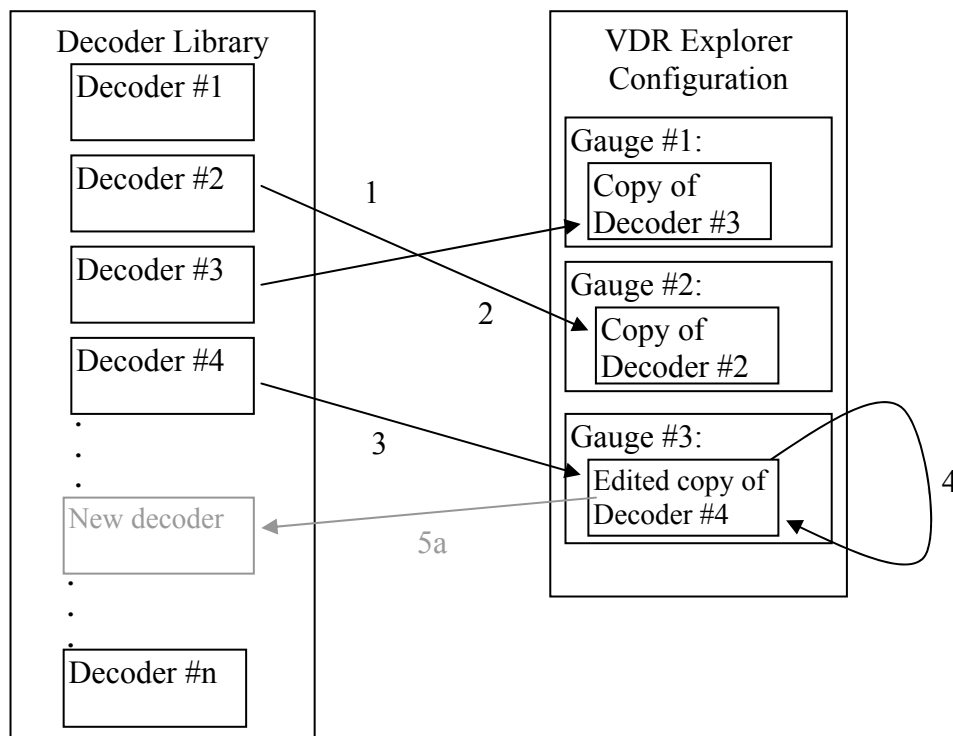 Decoder Library
Decoder #1
Decoder #2
Decoder #3
Decoder #4
.
.
.
New decoder
.
.
.
Decoder #n
1
2
3
5a
VDR Explorer
Configuration
Gauge #1:
Copy of
Decoder #3
Gauge #2:
Copy of
Decoder #2
Gauge #3:
Edited copy of
Decoder #4
4